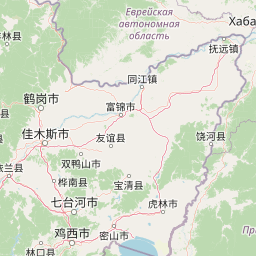 Еврейская
автономная
область
Хаба
抚远镇
林县
同江镇
鹤岗市
富锦市
佳木斯市
友谊县
饶河县
双鸭山市
依兰县
桦南县
宝清县
七台河市
虎林市
鸡西市
密山市
林口县